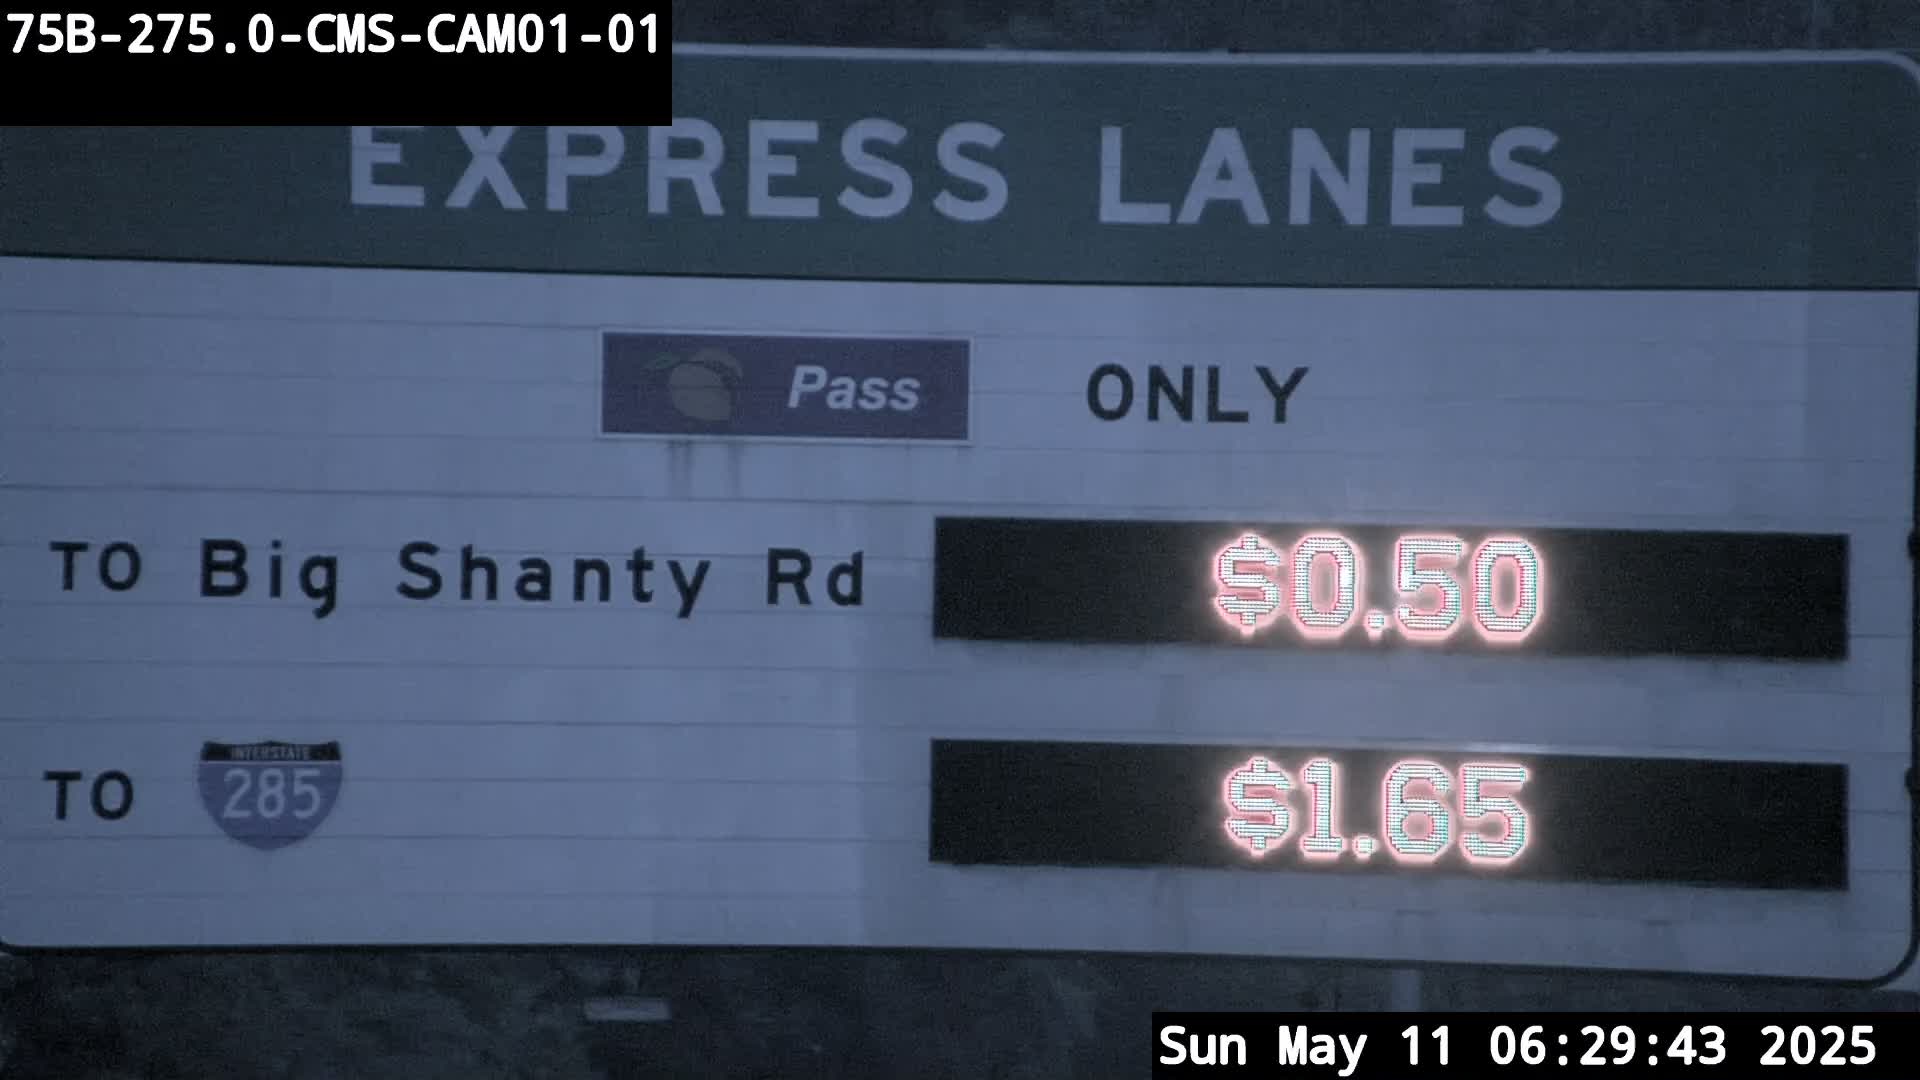 75B-275.0-CMS-CAM01-01
EXPRESS LANES
Pass ONLY
TO Big Shanty Rd $0.50
INTERSTATE
TO 285 $1.65
Sun May 11 06:29:43 2025